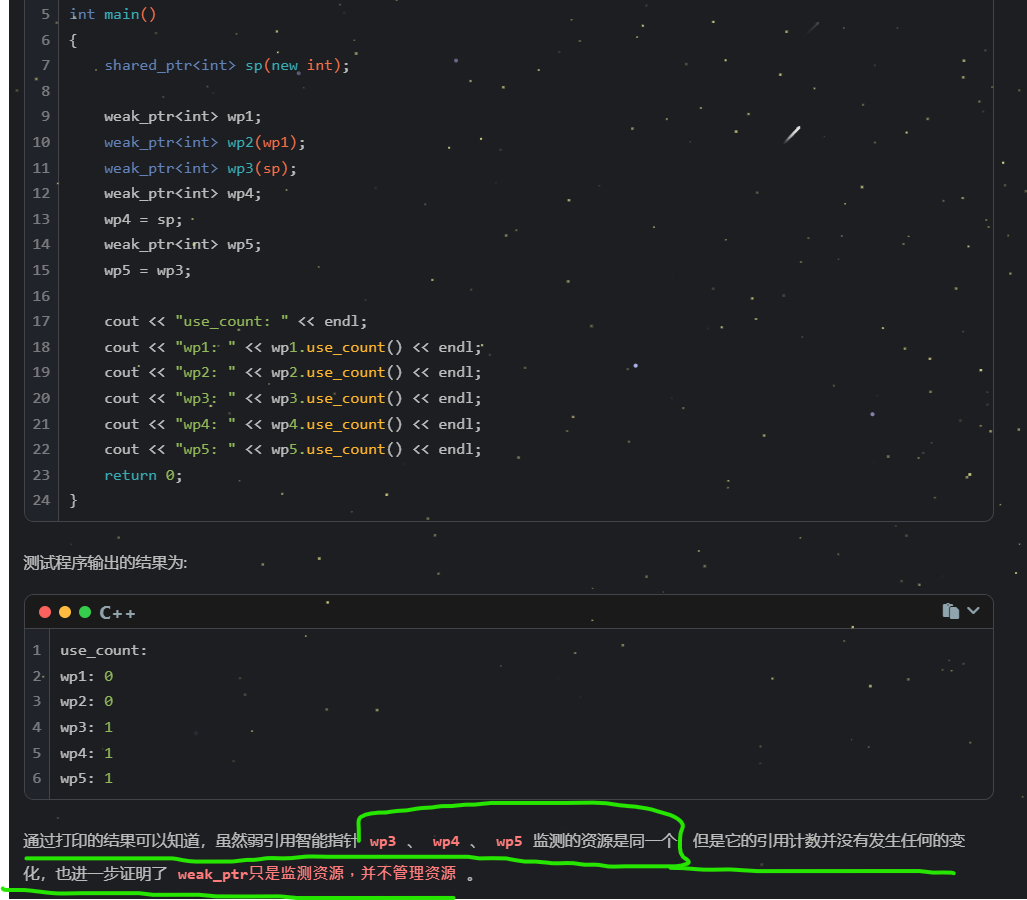 5 int main()
6 {
7 shared_ptr<int> sp(new int);
8
9 weak_ptr<int> wp1;
10 weak_ptr<int> wp2(wp1);
11 weak_ptr<int> wp3(sp);
12 weak_ptr<int> wp4;
13 wp4 = sp;
14 weak_ptr<int> wp5;
15 wp5 = wp3;
16
17 cout << "use_count: " << endl;
18 cout << "wp1: " << wp1.use_count() << endl;
19 cout << "wp2: " << wp2.use_count() << endl;
20 cout << "wp3: " << wp3.use_count() << endl;
21 cout << "wp4: " << wp4.use_count() << endl;
22 cout << "wp5: " << wp5.use_count() << endl;
23 return 0;
24 }
测试程序输出的结果为:
C++
1 use_count:
2 wp1: 0
3 wp2: 0
4 wp3: 1
5 wp4: 1
6 wp5: 1
通过打印的结果可以知道，虽然弱引用智能指针 wp3 、 wp4 、 wp5 监测的资源是同一个，但是它的引用计数并没有发生任何的变
化，也进一步证明了 weak_ptr只是监测资源，并不管理资源 。